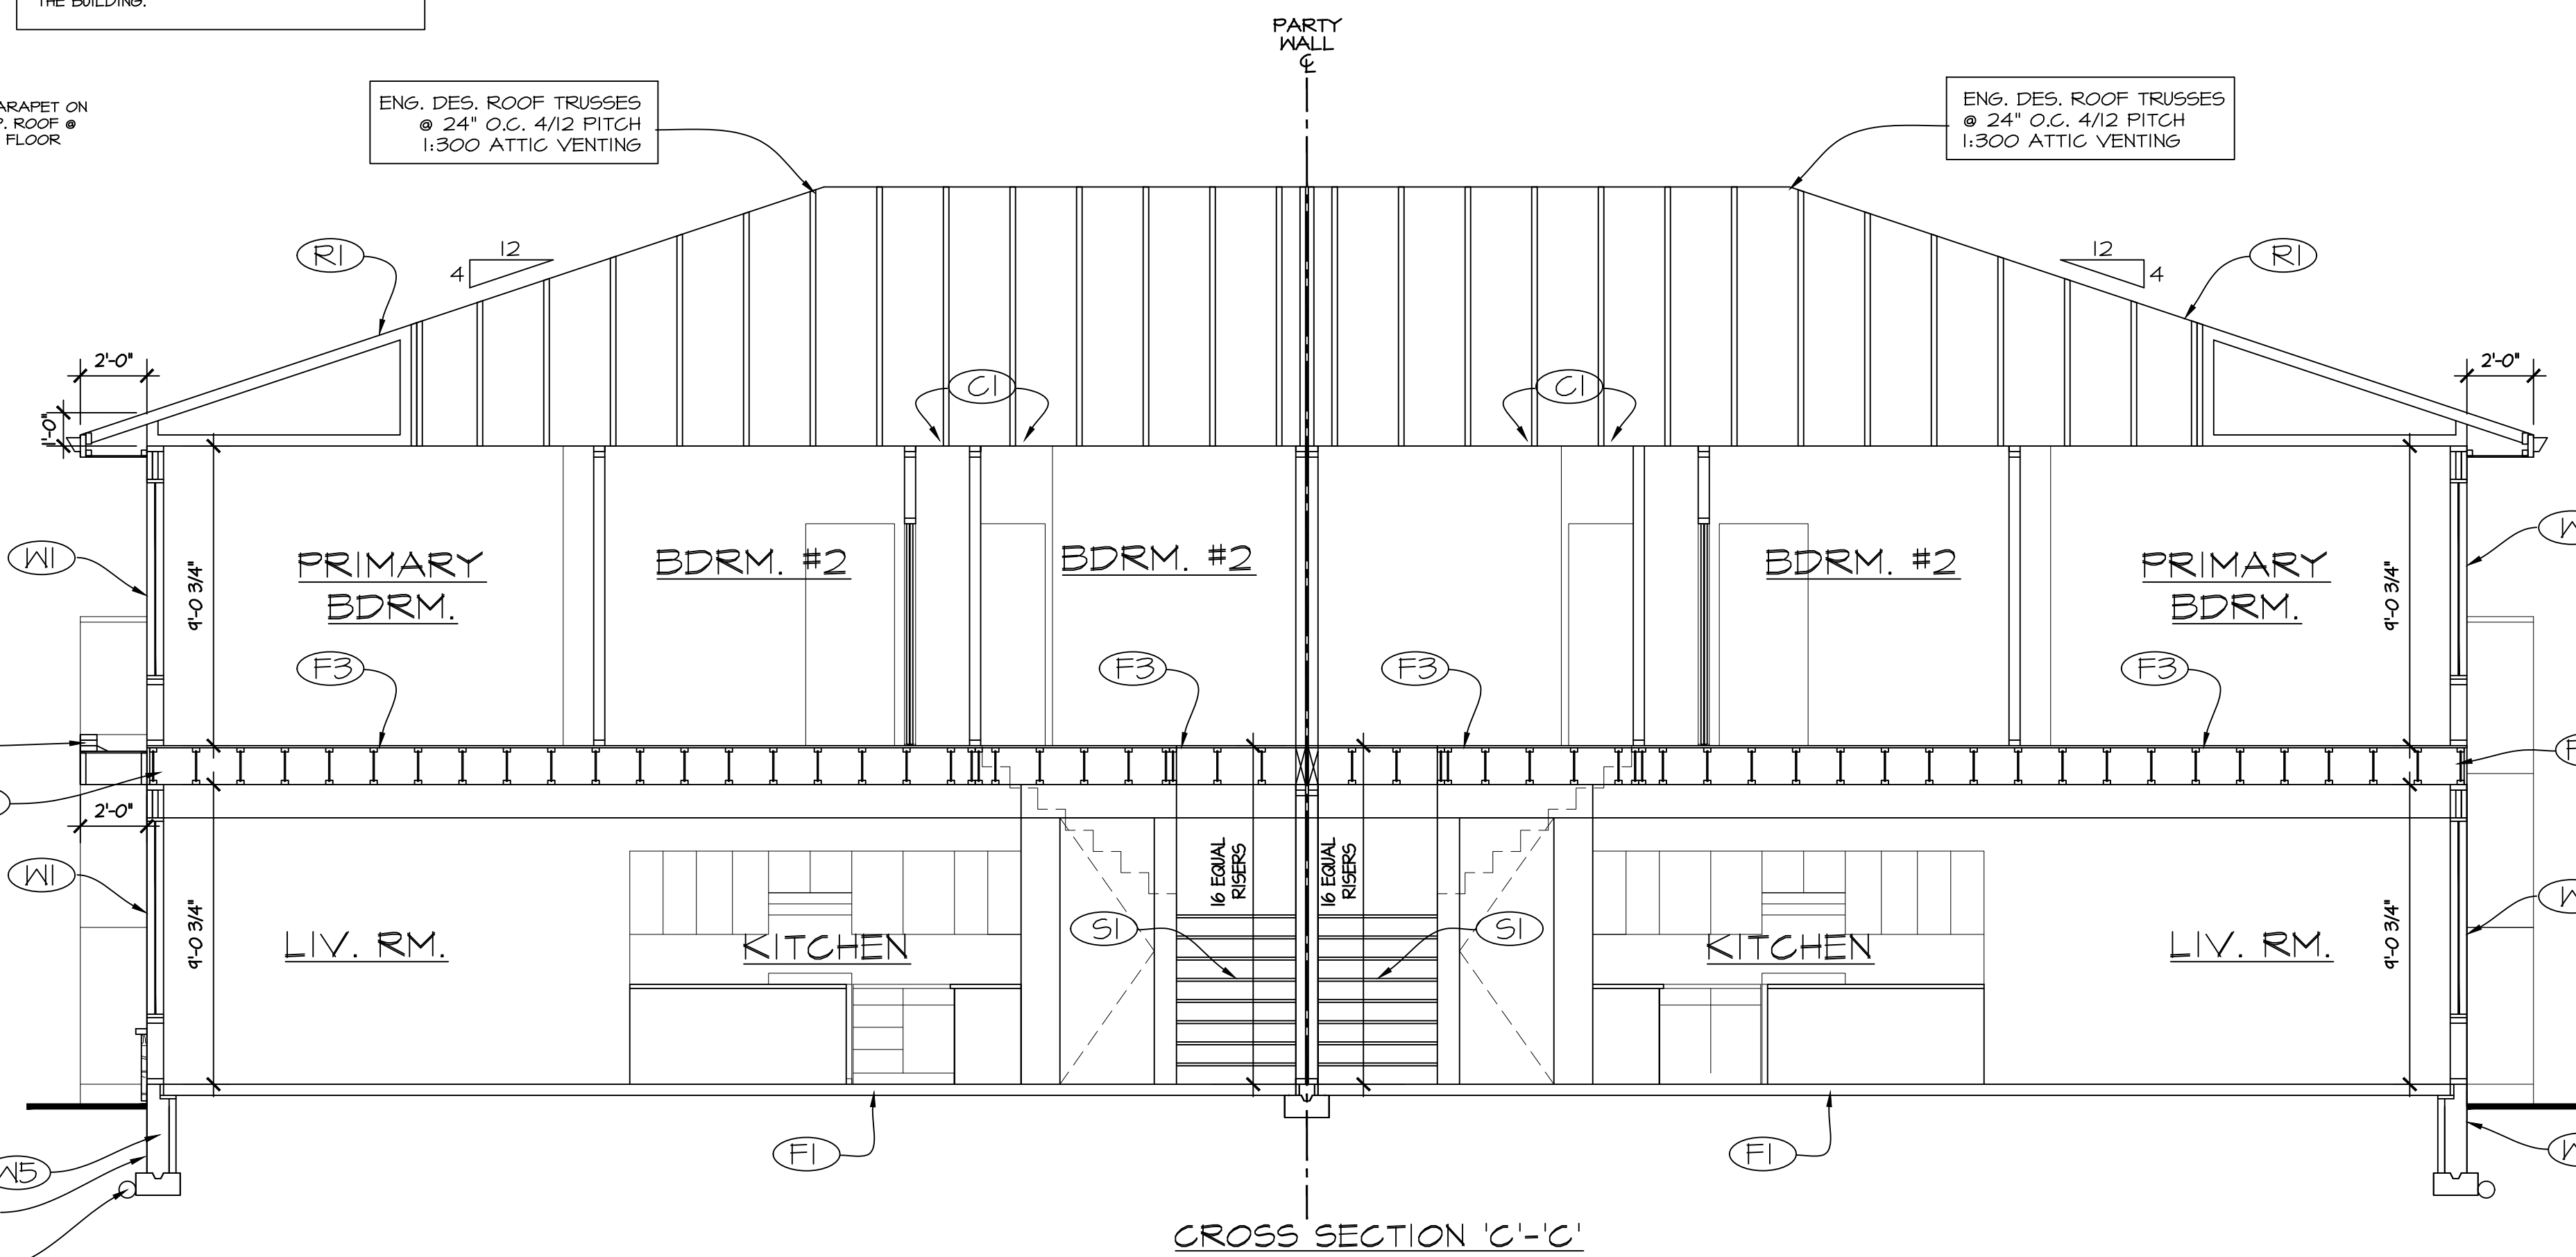 THE BUILDING.
PARTY
WALL
ARAPET ON
P. ROOF @
FLOOR
ENG. DES. ROOF TRUSSES
@ 24" O.C. 4/12 PITCH
1:300 ATTIC VENTING
ENG. DES. ROOF TRUSSES
@ 24" O.C. 4/12 PITCH
1:300 ATTIC VENTING
R1
12
4
12
4
R1
2'-0"
2'-0"
'-0"
C1
C1
W1
PRIMARY
BDRM.
BDRM. #2
BDRM. #2
BDRM. #2
PRIMARY
BDRM.
9'-0 3/4"
9'-0 3/4"
F3
F3
F3
F3
2'-0"
W1
16 EQUAL
RISERS
16 EQUAL
RISERS
9'-0 3/4"
9'-0 3/4"
LIV. RM.
KITCHEN
S1
S1
KITCHEN
LIV. RM.
W5
F1
F1
CROSS SECTION 'C'-'C'